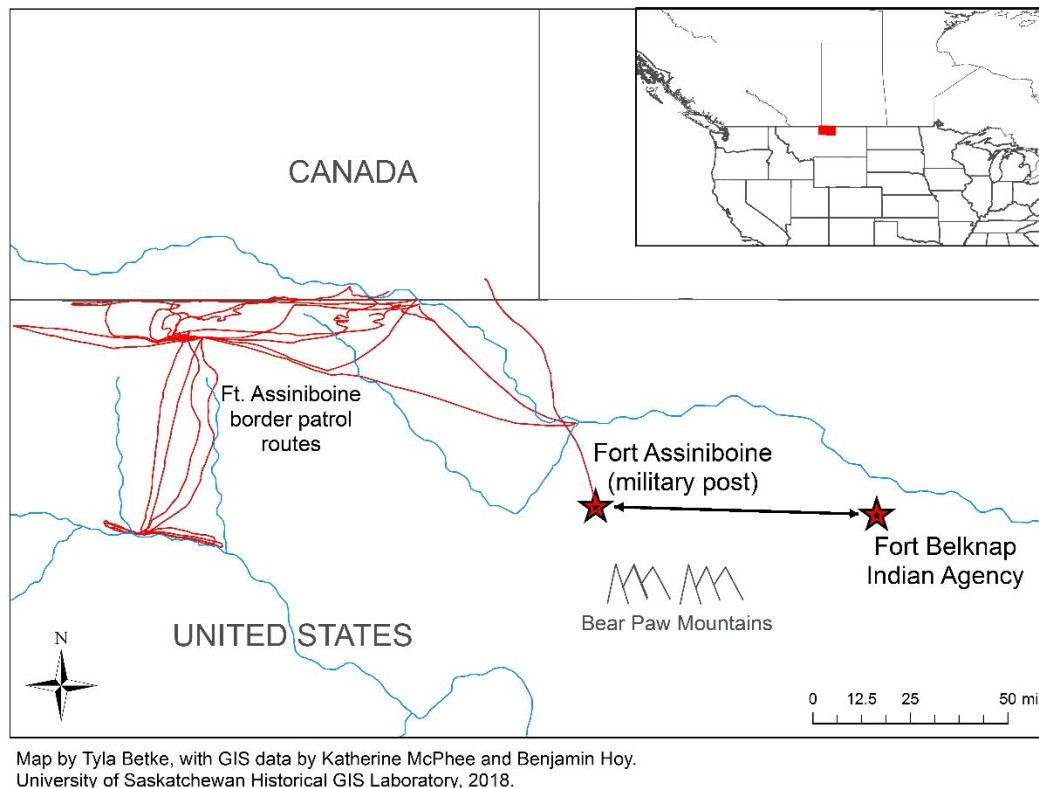 CANADA
Ft. Assiniboine
border patrol
routes
Fort Assiniboine
(military post)
Fort Belknap
Indian Agency
Bear Paw Mountains
UNITED STATES
N
0 12.5 25 50 mi
Map by Tyla Betke, with GIS data by Katherine McPhee and Benjamin Hoy.
University of Saskatchewan Historical GIS Laboratory, 2018.